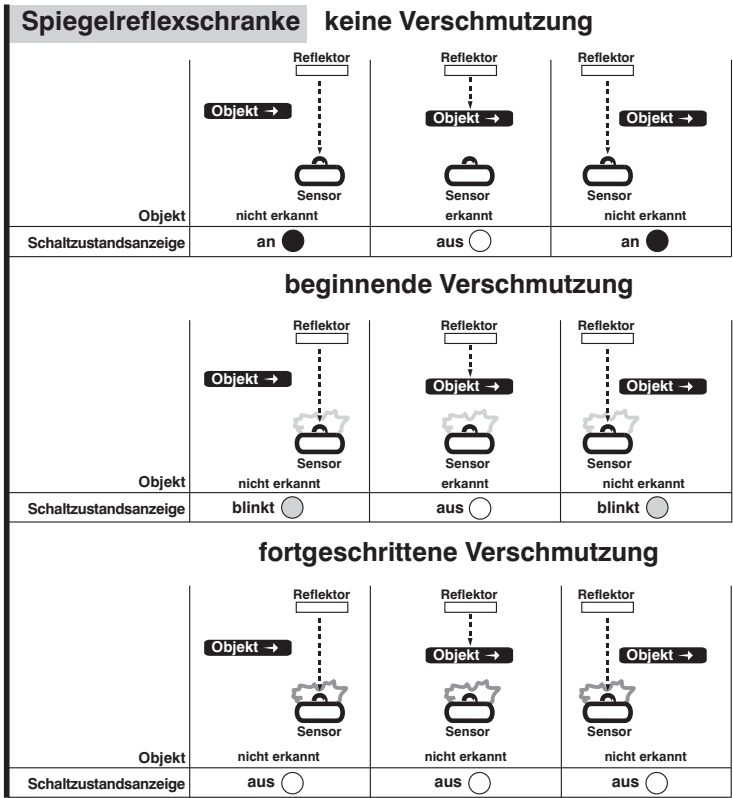 Spiegelreflexschranke keine Verschmutzung
Reflektor Reflektor Reflektor
Objekt → Objekt → Objekt →
Sensor Sensor Sensor
Objekt nicht erkannt erkannt nicht erkannt
Schaltzustandsanzeige an aus an
beginnende Verschmutzung
Reflektor Reflektor Reflektor
Objekt → Objekt → Objekt →
Sensor Sensor Sensor
Objekt nicht erkannt erkannt nicht erkannt
Schaltzustandsanzeige blinkt aus blinkt
fortgeschrittene Verschmutzung
Reflektor Reflektor Reflektor
Objekt → Objekt → Objekt →
Sensor Sensor Sensor
Objekt nicht erkannt nicht erkannt nicht erkannt
Schaltzustandsanzeige aus aus aus